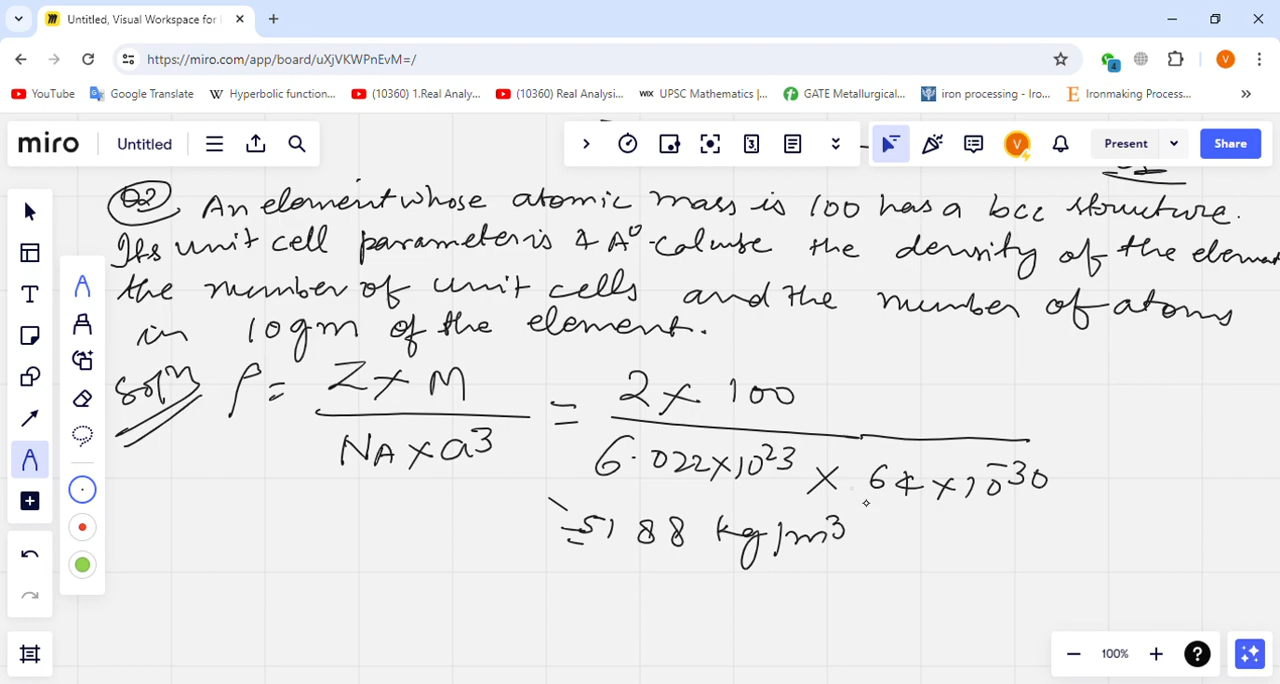 Untitled, Visual Workspace for
https://miro.com/app/board/uXjVKWPnEvM=/
YouTube Google Translate Hyperbolic function... (10360) 1.Real Analy... (10360) Real Analysi... WIX UPSC Mathematics |... GATE Metallurgical... iron processing - Iro... Ironmaking Process...
miro Untitled Present Share
Q2 An element whose atomic mass is 100 has a bcc structure.
Its unit cell parameter is 4 A° the density of the element
the number of unit cells and the number of atoms
in 10gm of the element.
Solⁿ ρ = Z × M / NA × a³ = 2 × 100 / 6.022×10²³ × 64×10⁻³⁰
= 5188 kg/m³
100%